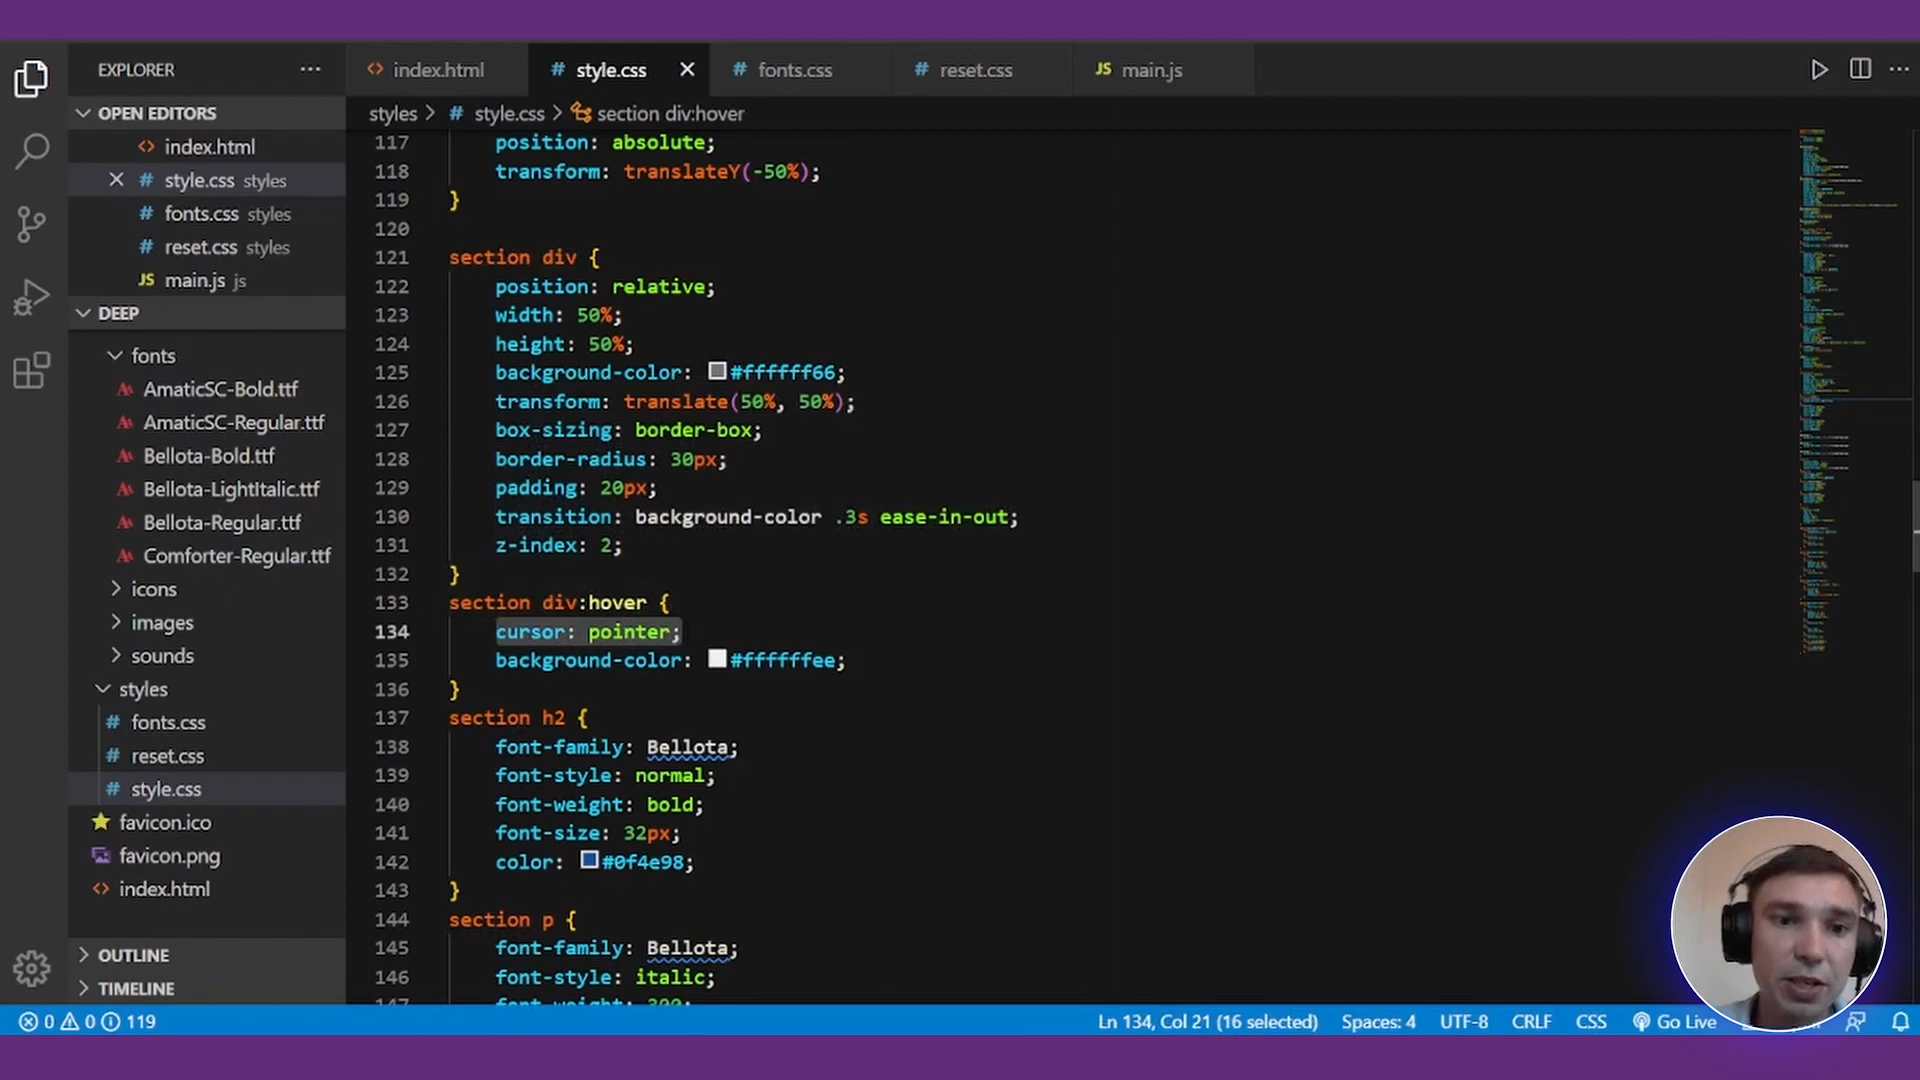 EXPLORER
index.html
style.css
fonts.css
reset.css
JS main.js
OPEN EDITORS
index.html
style.css styles
fonts.css styles
reset.css styles
JS main.js js
DEEP
fonts
AmaticSC-Bold.ttf
AmaticSC-Regular.ttf
Bellota-Bold.ttf
Bellota-LightItalic.ttf
Bellota-Regular.ttf
Comforter-Regular.ttf
icons
images
sounds
styles
# fonts.css
# reset.css
# style.css
favicon.ico
favicon.png
index.html
OUTLINE
TIMELINE
styles > # style.css > section div:hover
117 position: absolute;
118 transform: translateY(-50%);
119 }
120
121 section div {
122 position: relative;
123 width: 50%;
124 height: 50%;
125 background-color: #ffffff66;
126 transform: translate(50%, 50%);
127 box-sizing: border-box;
128 border-radius: 30px;
129 padding: 20px;
130 transition: background-color .3s ease-in-out;
131 z-index: 2;
132 }
133 section div:hover {
134 cursor: pointer;
135 background-color: #ffffffee;
136 }
137 section h2 {
138 font-family: Bellota;
139 font-style: normal;
140 font-weight: bold;
141 font-size: 32px;
142 color: #0f4e98;
143 }
144 section p {
145 font-family: Bellota;
146 font-style: italic;
147 font-weight: 300;
0 0 119
Ln 134, Col 21 (16 selected)
Spaces: 4
UTF-8
CRLF
CSS
Go Live